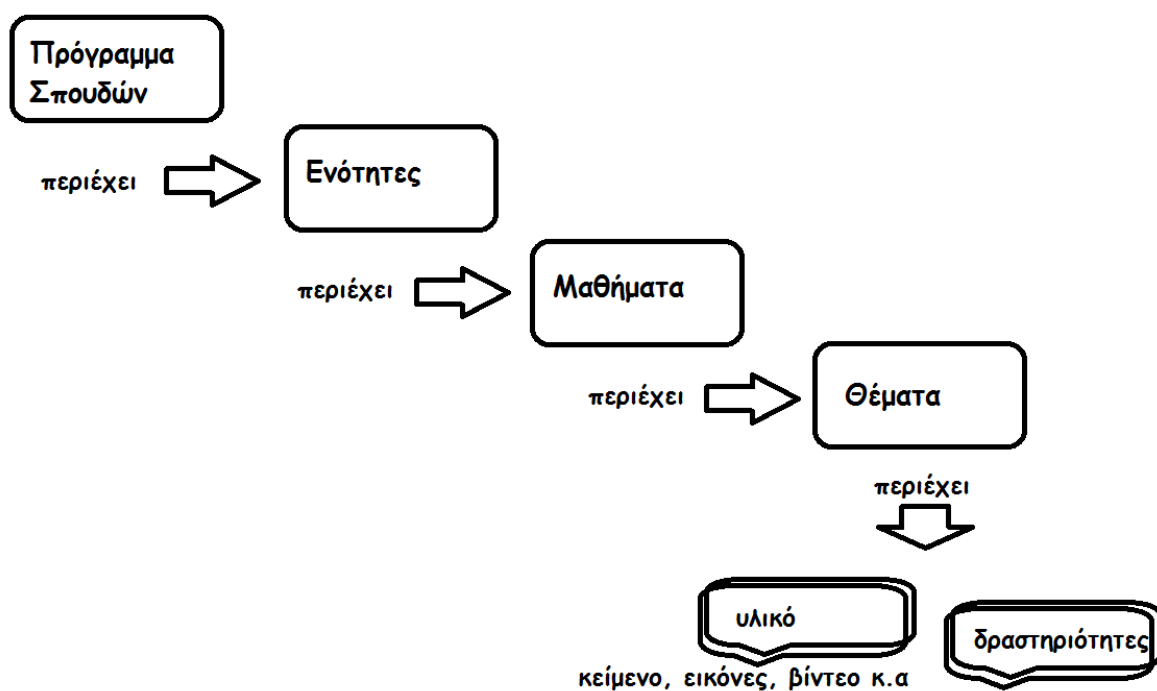 Πρόγραμμα
Σπουδών
περιέχει
Ενότητες
περιέχει
Μαθήματα
περιέχει
Θέματα
περιέχει
υλικό
δραστηριότητες
κείμενο, εικόνες, βίντεο κ.α